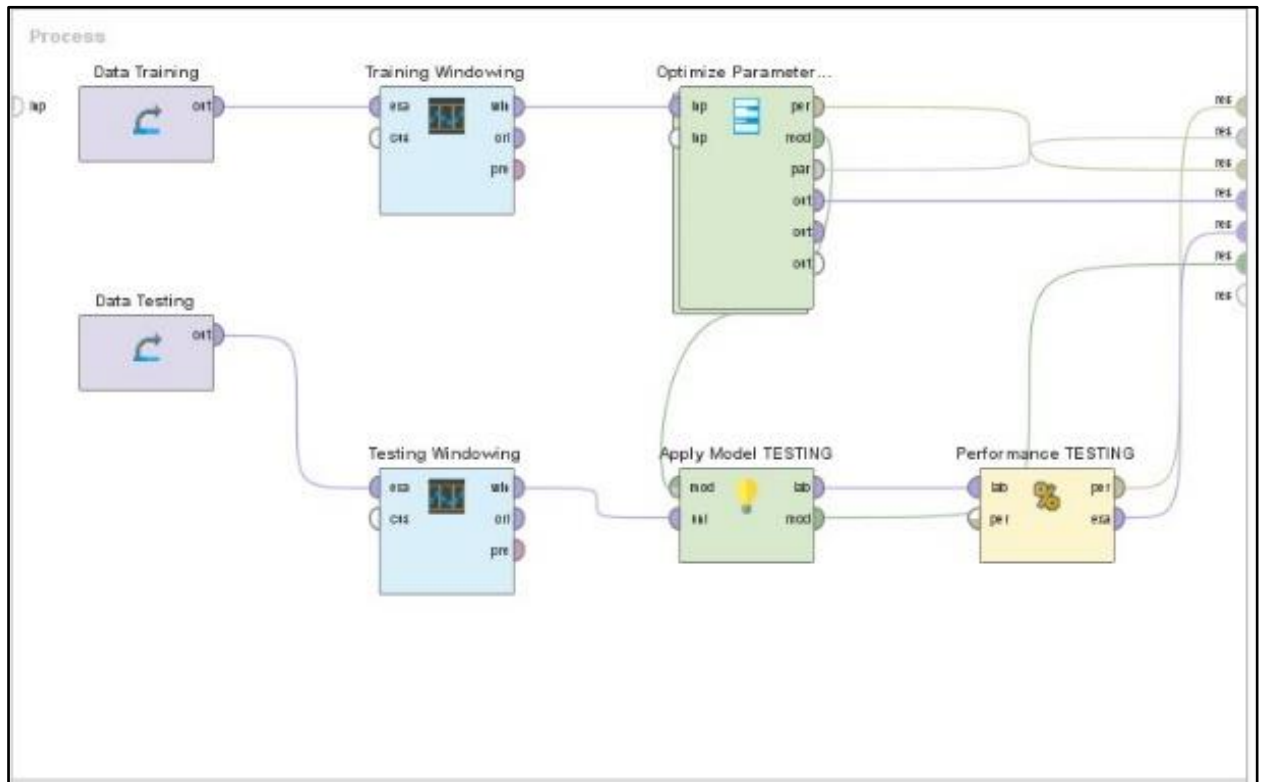 Process
Data Training
Training Windowing
Optimize Parameter...
inp
out
exa
win
ori
pre
inp
inp
per
mod
par
out
out
out
res
res
res
res
res
res
res
Data Testing
out
Testing Windowing
Apply Model TESTING
Performance TESTING
exa
win
ori
pre
mod
unl
lab
mod
lab
per
per
exa